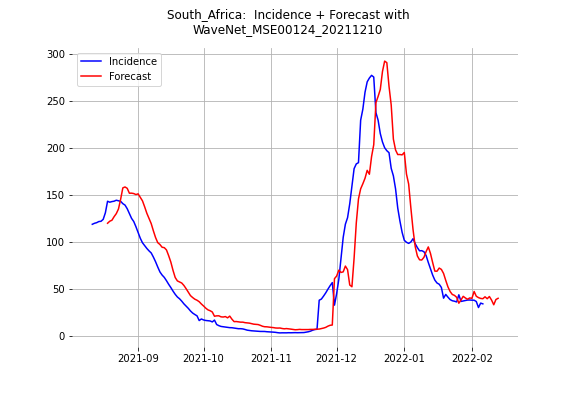 South_Africa:  Incidence + Forecast with
WaveNet_MSE00124_20211210
Incidence
Forecast
300
250
200
150
100
50
0
2021-09 2021-10 2021-11 2021-12 2022-01 2022-02